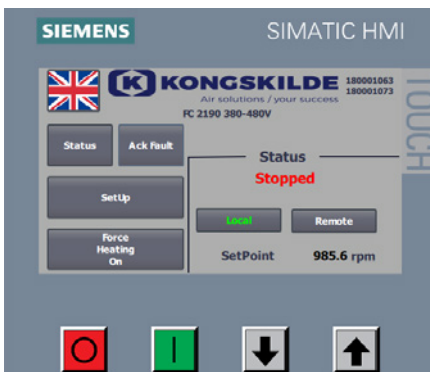 SIEMENS
SIMATIC HMI
TOUCH
K KONGSKILDE
Air solutions / your success
180001063
180001073
FC 2190 380-480V
Status
Ack Fault
SetUp
Force
Heating
On
Status
Stopped
Local
Remote
SetPoint 985.6 rpm